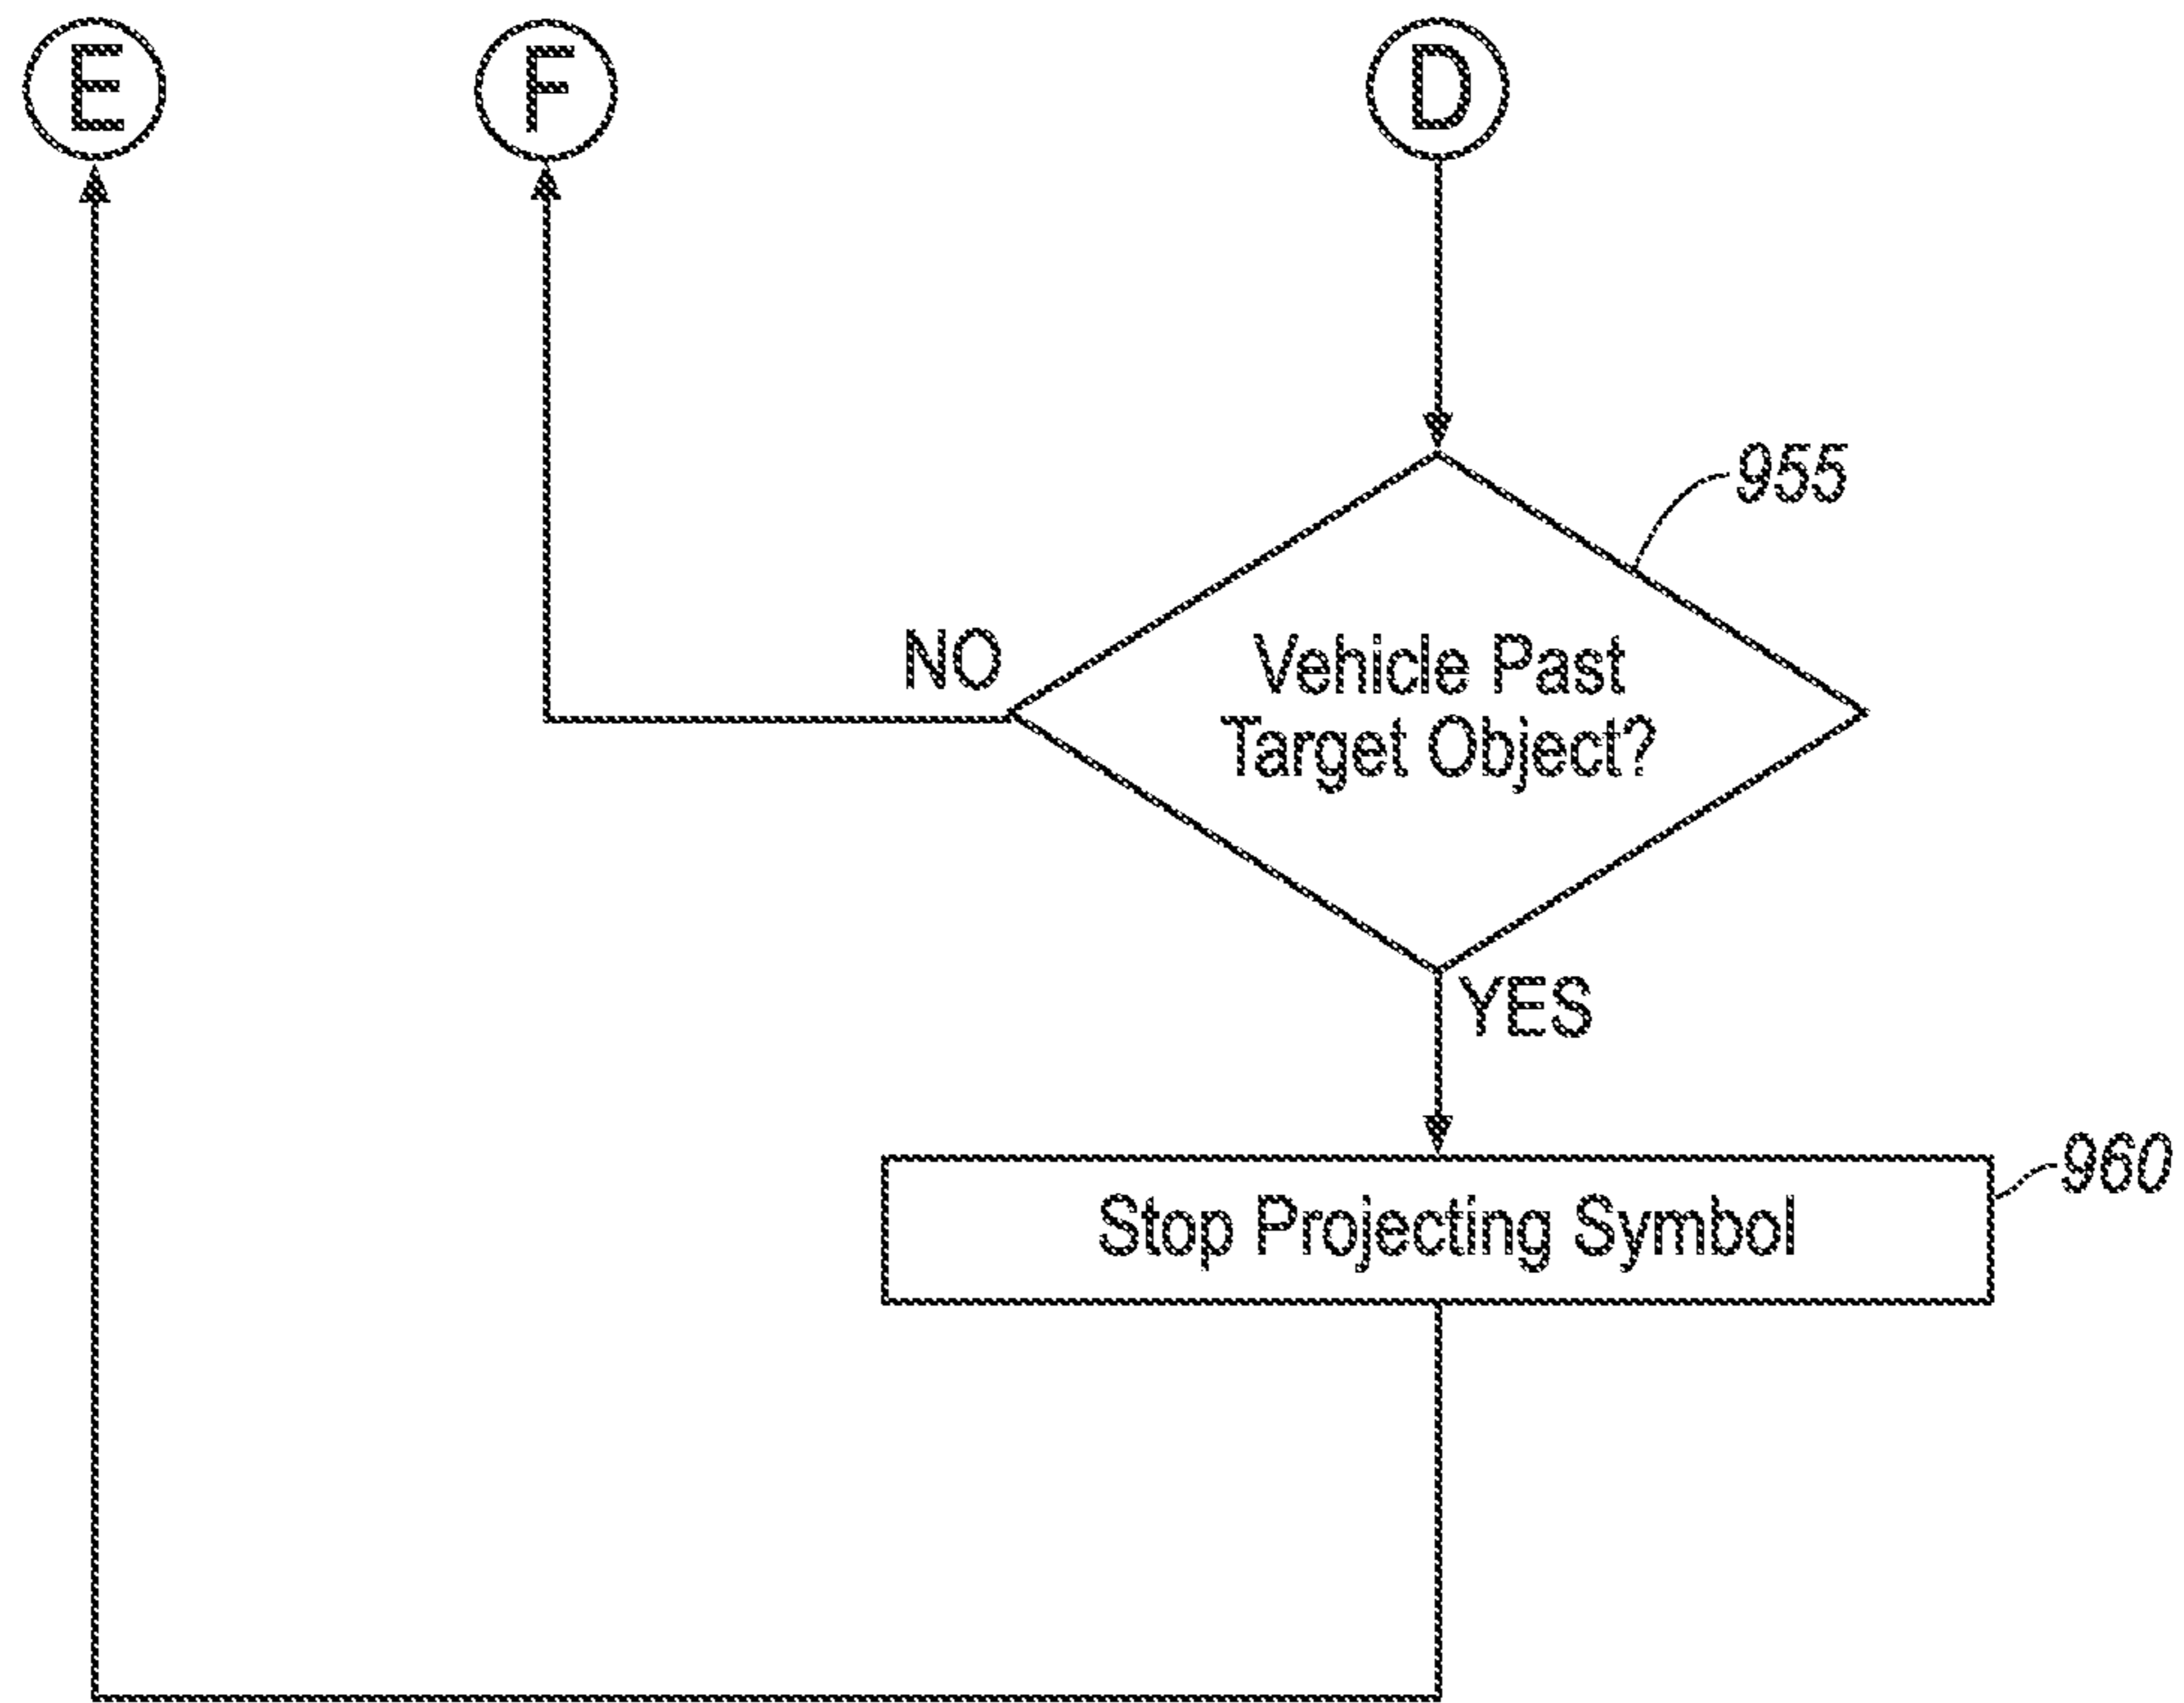 E
F
D
955
NO
Vehicle Past
Target Object?
YES
960
Stop Projecting Symbol